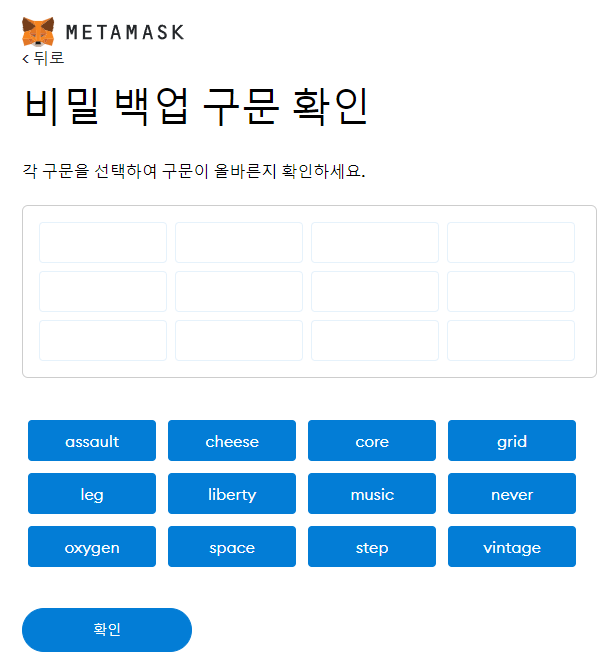 METAMASK
< 뒤로
비밀 백업 구문 확인
각 구문을 선택하여 구문이 올바른지 확인하세요.
assault cheese core grid
leg liberty music never
oxygen space step vintage
확인